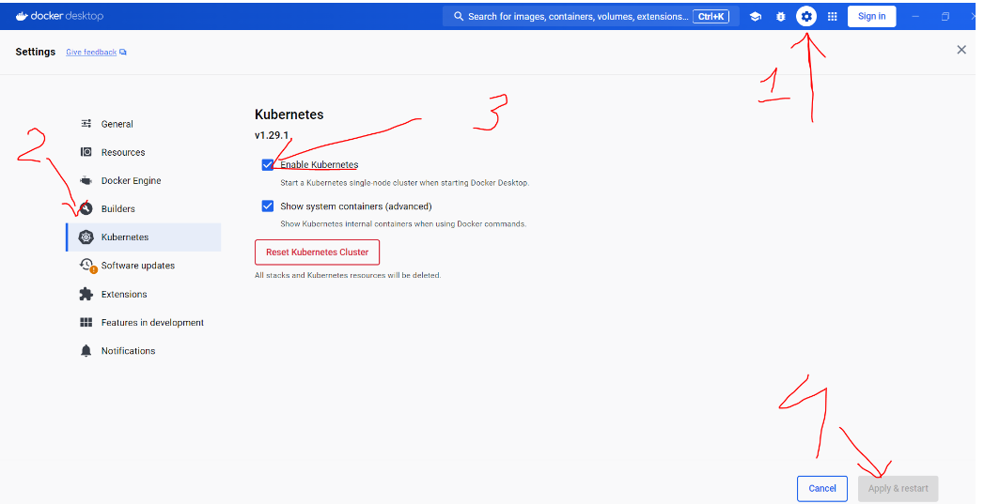 docker desktop
Search for images, containers, volumes, extensions... Ctrl+K
Sign in
Settings
Give feedback
1
2
3
4
General
Resources
Docker Engine
Builders
Kubernetes
Software updates
Extensions
Features in development
Notifications
Kubernetes
v1.29.1
Enable Kubernetes
Start a Kubernetes single-node cluster when starting Docker Desktop.
Show system containers (advanced)
Show Kubernetes internal containers when using Docker commands.
Reset Kubernetes Cluster
All stacks and Kubernetes resources will be deleted.
Cancel
Apply & restart